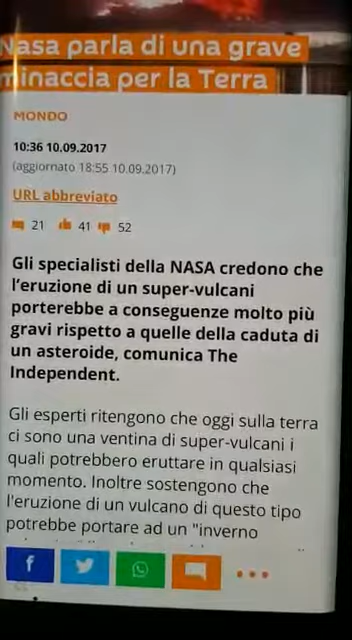 Nasa parla di una grave
minaccia per la Terra
MONDO
10:36 10.09.2017
(aggiornato 18:55 10.09.2017)
URL abbreviato
21 41 52
Gli specialisti della NASA credono che
l'eruzione di un super-vulcani
porterebbe a conseguenze molto più
gravi rispetto a quelle della caduta di
un asteroide, comunica The
Independent.
Gli esperti ritengono che oggi sulla terra
ci sono una ventina di super-vulcani i
quali potrebbero eruttare in qualsiasi
momento. Inoltre sostengono che
l'eruzione di un vulcano di questo tipo
potrebbe portare ad un "inverno
f